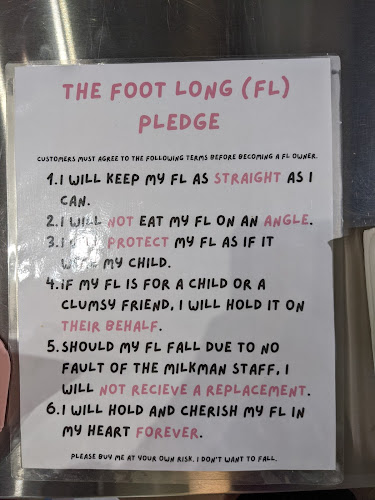 THE FOOT LONG (FL)
PLEDGE
CUSTOMERS MUST AGREE TO THE FOLLOWING TERMS BEFORE BECOMING A FL OWNER.
1. I WILL KEEP MY FL AS STRAIGHT AS I
CAN.
2. I WILL NOT EAT MY FL ON AN ANGLE.
3. I WILL PROTECT MY FL AS IF IT
WERE MY CHILD.
4. IF MY FL IS FOR A CHILD OR A
CLUMSY FRIEND, I WILL HOLD IT ON
THEIR BEHALF.
5. SHOULD MY FL FALL DUE TO NO
FAULT OF THE MILKMAN STAFF, I
WILL NOT RECIEVE A REPLACEMENT.
6. I WILL HOLD AND CHERISH MY FL IN
MY HEART FOREVER.
PLEASE BUY ME AT YOUR OWN RISK, I DON'T WANT TO FALL.